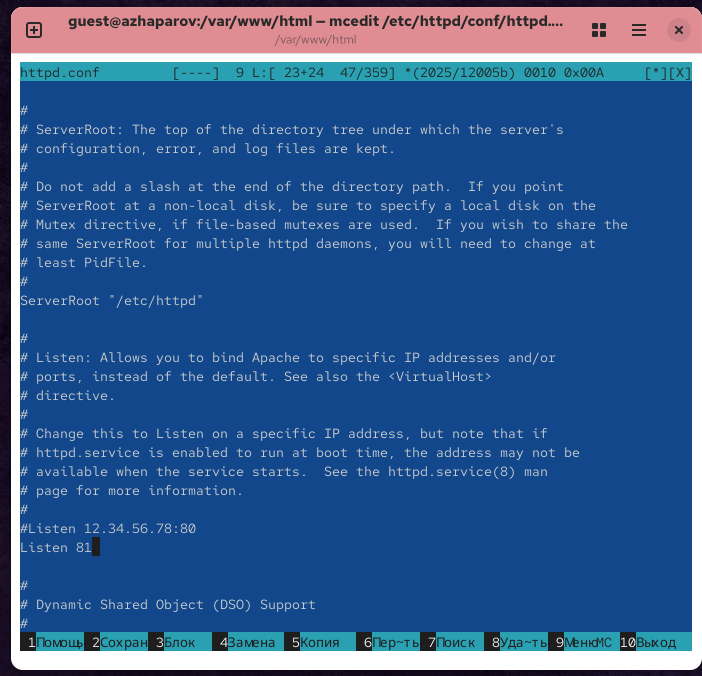 guest@azhaparov:/var/www/html — mcedit /etc/httpd/conf/httpd....
/var/www/html
httpd.conf [----] 9 L:[ 23+24 47/359] *(2025/12005b) 0010 0x00A [*][X]
#
# ServerRoot: The top of the directory tree under which the server's
# configuration, error, and log files are kept.
#
# Do not add a slash at the end of the directory path.  If you point
# ServerRoot at a non-local disk, be sure to specify a local disk on the
# Mutex directive, if file-based mutexes are used.  If you wish to share the
# same ServerRoot for multiple httpd daemons, you will need to change at
# least PidFile.
#
ServerRoot "/etc/httpd"
#
# Listen: Allows you to bind Apache to specific IP addresses and/or
# ports, instead of the default. See also the <VirtualHost>
# directive.
#
# Change this to Listen on a specific IP address, but note that if
# httpd.service is enabled to run at boot time, the address may not be
# available when the service starts.  See the httpd.service(8) man
# page for more information.
#
#Listen 12.34.56.78:80
Listen 81
#
# Dynamic Shared Object (DSO) Support
#
1Помощь 2Сохран 3Блок 4Замена 5Копия 6Пер~ть 7Поиск 8Уда~ть 9МенюMC 10Выход